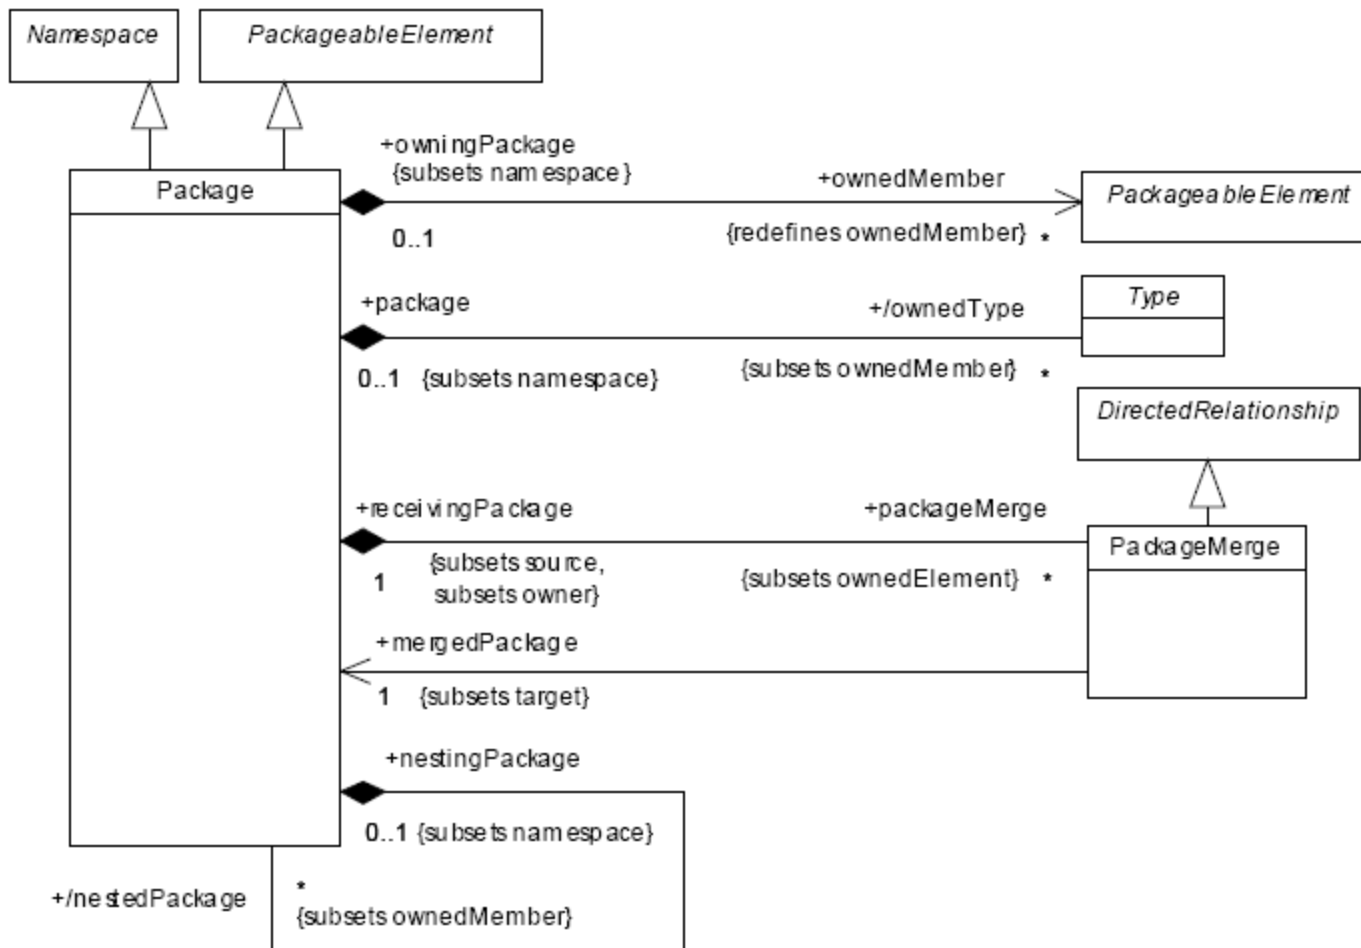 Namespace
PackageableElement
+owningPackage
{subsets namespace}
+ownedMember
Package
PackageableElement
0..1
{redefines ownedMember} *
+package
+/ownedType
Type
0..1 {subsets namespace}
{subsets ownedMember} *
DirectedRelationship
+receivingPackage
+packageMerge
PackageMerge
1
{subsets source,
subsets owner}
{subsets ownedElement} *
+mergedPackage
1 {subsets target}
+nestingPackage
0..1 {subsets namespace}
+/nestedPackage
*
{subsets ownedMember}